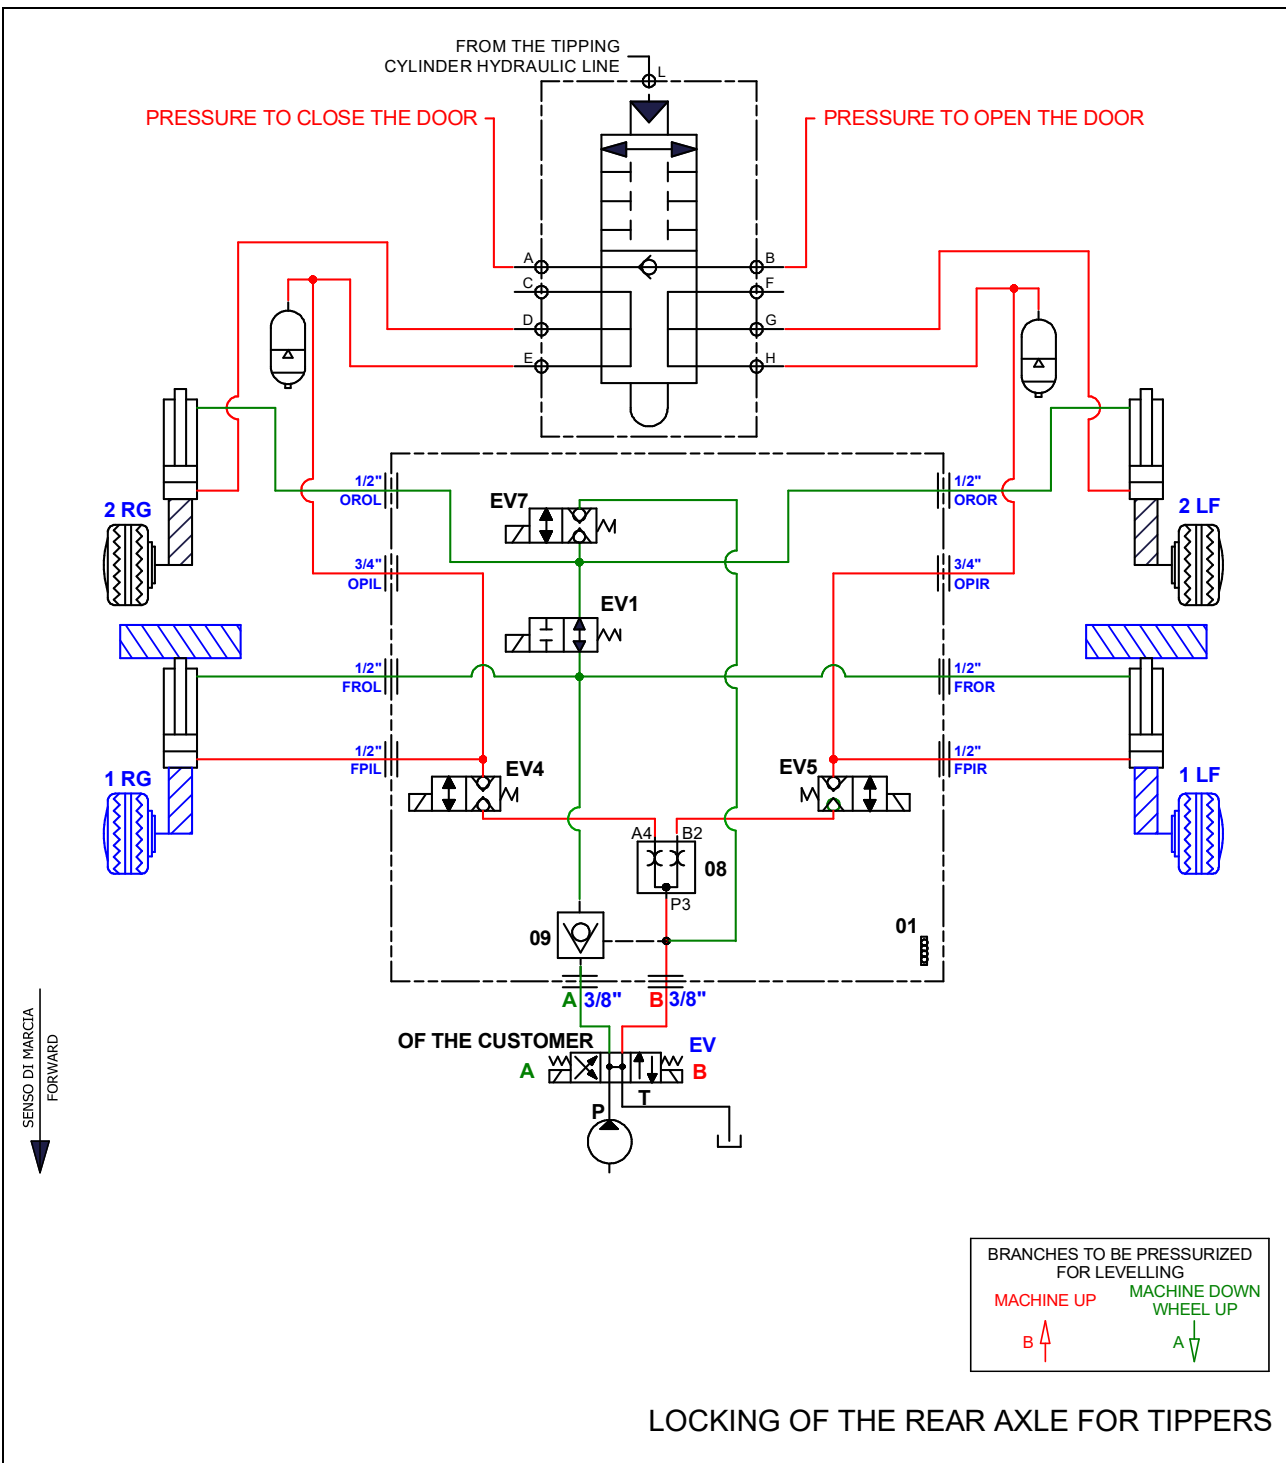 FROM THE TIPPING
CYLINDER HYDRAULIC LINE
L
PRESSURE TO CLOSE THE DOOR
PRESSURE TO OPEN THE DOOR
A
B
C
F
D
G
E
H
1/2"
OROL
EV7
1/2"
OROR
2 RG
2 LF
3/4"
OPIL
3/4"
OPIR
EV1
1/2"
FROL
1/2"
FROR
1/2"
FPIL
1/2"
FPIR
1 RG
EV4
EV5
1 LF
A4
B2
08
P3
09
01
A 3/8"
B 3/8"
OF THE CUSTOMER
EV
A
B
P
T
SENSO DI MARCIA
FORWARD
BRANCHES TO BE PRESSURIZED
FOR LEVELLING
MACHINE UP
MACHINE DOWN
WHEEL UP
B
A
LOCKING OF THE REAR AXLE FOR TIPPERS